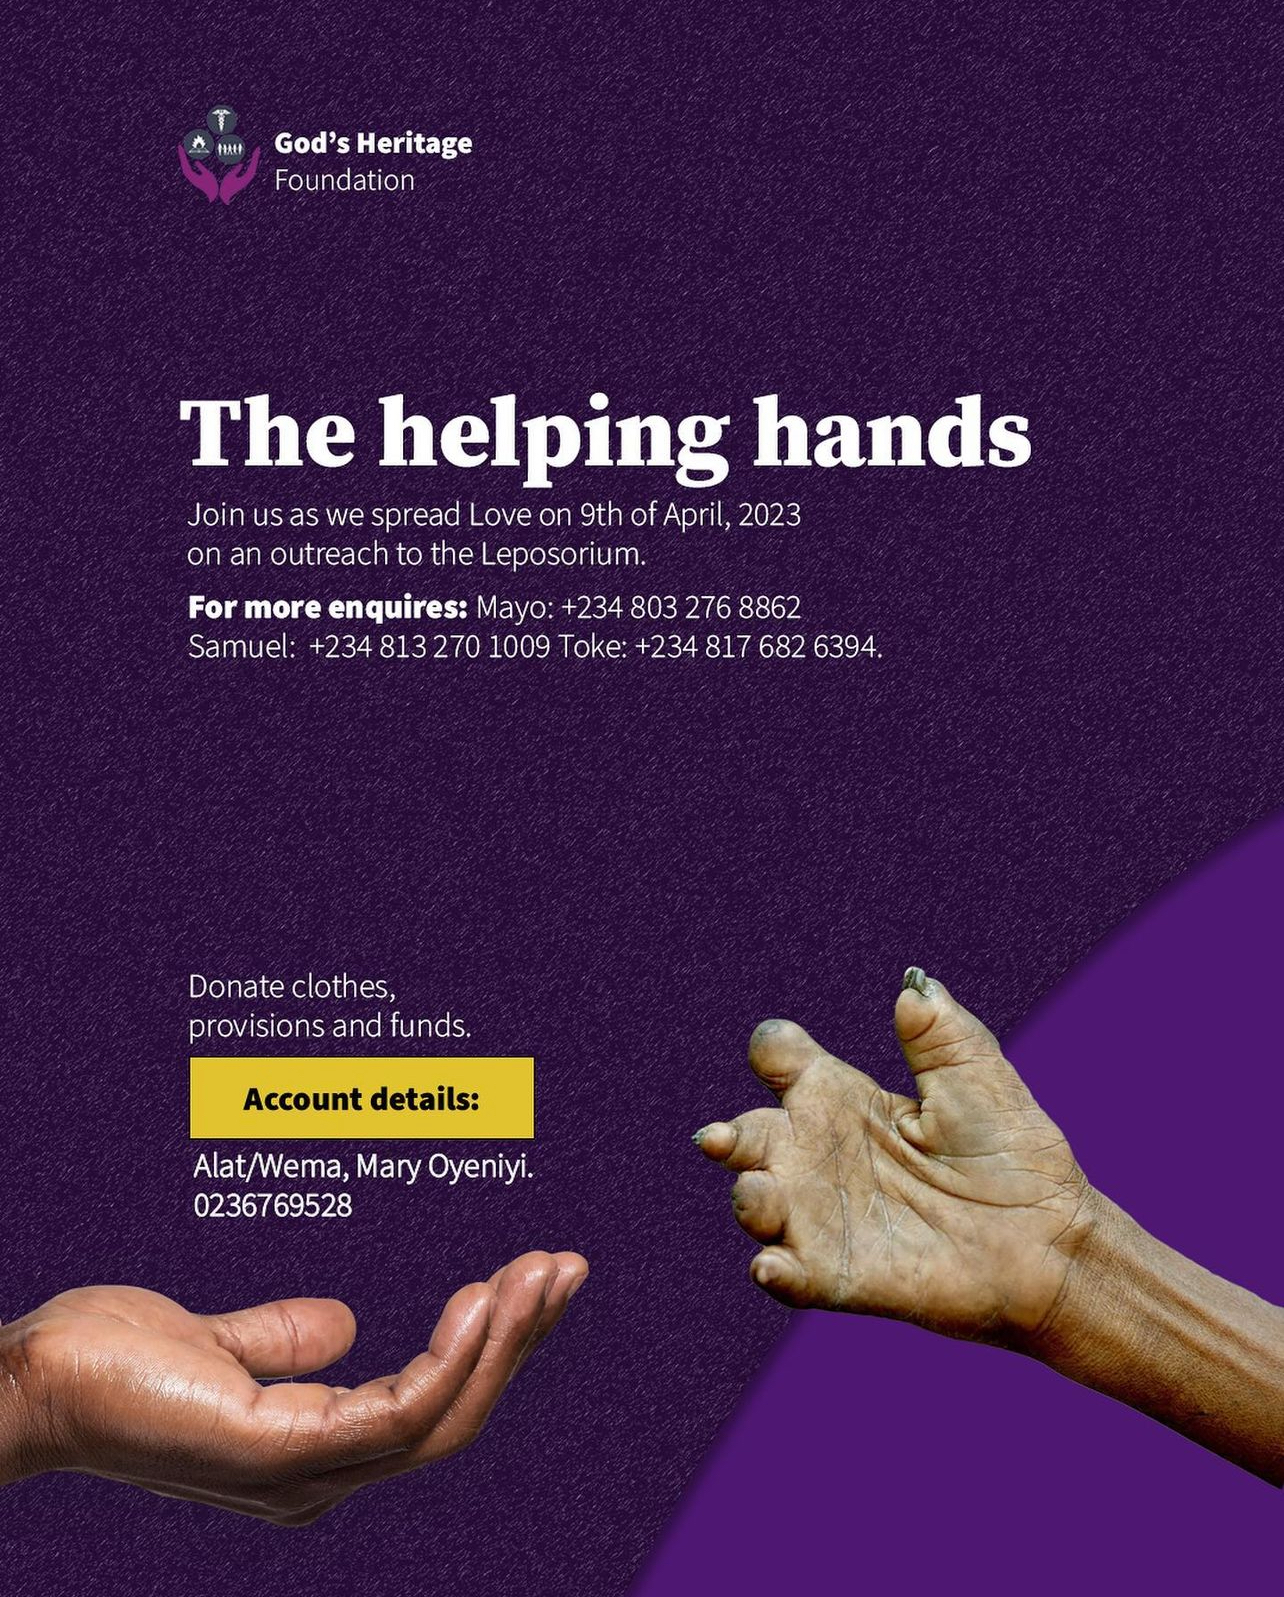 God's Heritage
Foundation
The helping hands
Join us as we spread Love on 9th of April, 2023
on an outreach to the Leposorium.
For more enquires: Mayo: +234 803 276 8862
Samuel: +234 813 270 1009 Toke: +234 817 682 6394.
Donate clothes,
provisions and funds.
Account details:
Alat/Wema, Mary Oyeniyi.
0236769528